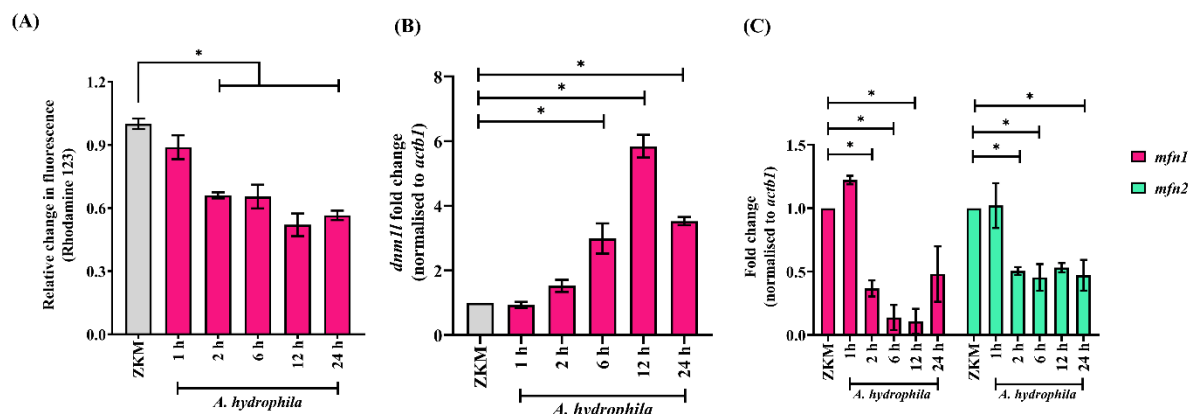 (A)
*
Relative change in fluorescence
(Rhodamine 123)
1.2
0.9
0.6
0.3
0.0
ZKM
1 h
2 h
6 h
12 h
24 h
A. hydrophila
(B)
*
*
*
dnm1l fold change
(normalised to actb1)
8
6
4
2
0
ZKM
1 h
2 h
6 h
12 h
24 h
A. hydrophila
(C)
*
*
*
*
*
*
Fold change
(normalised to actb1)
1.5
1.0
0.5
0.0
ZKM
1h
2 h
6 h
12 h
24 h
A. hydrophila
ZKM
1h
2 h
6 h
12 h
24 h
A. hydrophila
mfn1
mfn2